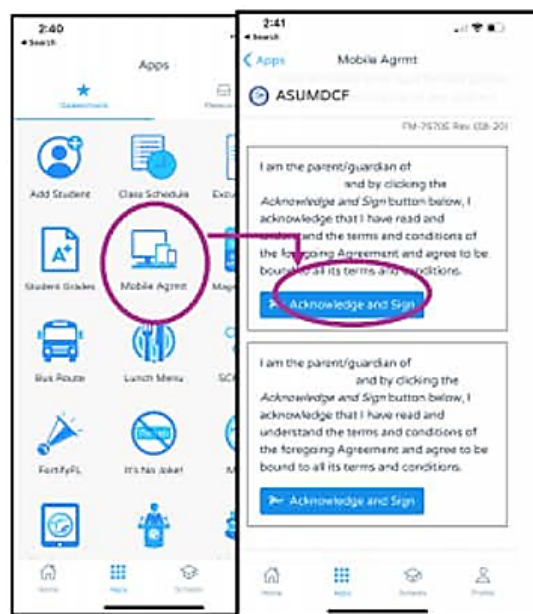 2:40
Search
Apps
Add Student
Class Schedule
Student Grades
Mobile Agrmt
Bus Route
Lunch Menu
FortifyFL
It's No Joke!
Home
Apps
Schools
2:41
Search
Apps
Mobile Agrmt
ASUMDCF
I am the parent/guardian of
and by clicking the
Acknowledge and Sign button below, I
acknowledge that I have read and
understand the terms and conditions of
the foregoing Agreement and agree to be
bound to all its terms and conditions.
Acknowledge and Sign
I am the parent/guardian of
and by clicking the
Acknowledge and Sign button below, I
acknowledge that I have read and
understand the terms and conditions of
the foregoing Agreement and agree to be
bound to all its terms and conditions.
Acknowledge and Sign
Home
Apps
Schools
Profile